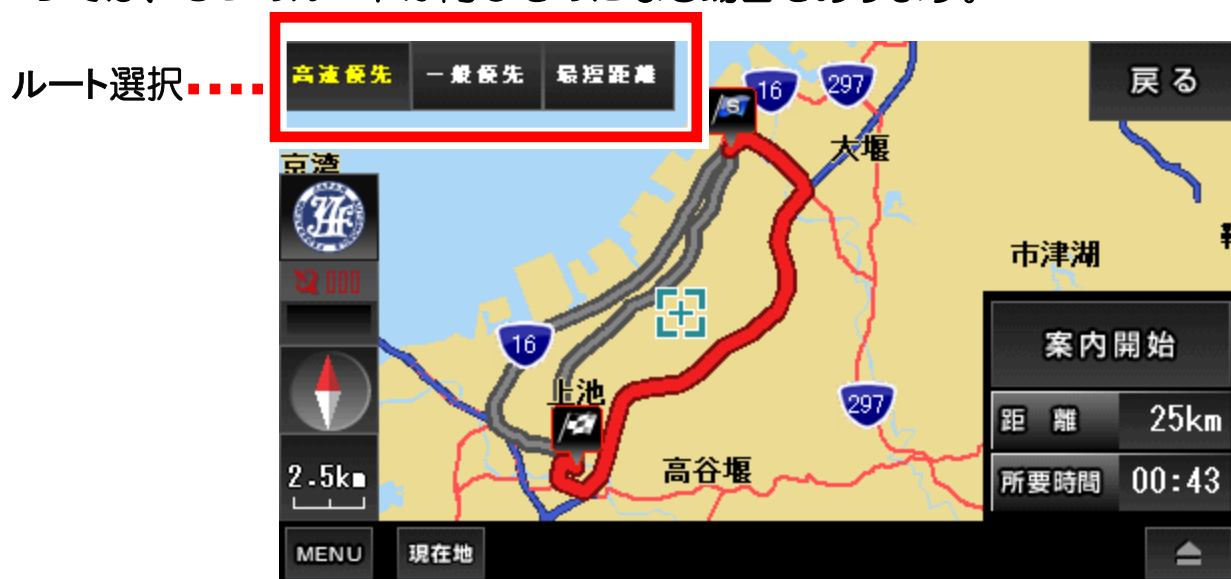 ルート選択
高速優先 一般優先 最短距離
戻る
16
297
S
大堰
京湾
JAF
市津湖
16
案内開始
上池
297
距離 25km
高谷堰
2.5km
所要時間 00:43
MENU 現在地